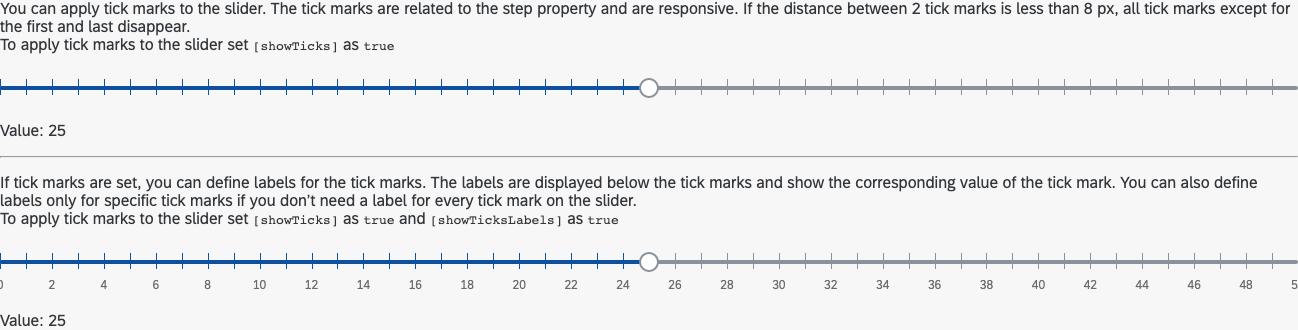 You can apply tick marks to the slider. The tick marks are related to the step property and are responsive. If the distance between 2 tick marks is less than 8 px, all tick marks except for
the first and last disappear.
To apply tick marks to the slider set [showTicks] as true
Value: 25
If tick marks are set, you can define labels for the tick marks. The labels are displayed below the tick marks and show the corresponding value of the tick mark. You can also define
labels only for specific tick marks if you don’t need a label for every tick mark on the slider.
To apply tick marks to the slider set [showTicks] as true and [showTicksLabels] as true
2 4 6 8 10 12 14 16 18 20 22 24 26 28 30 32 34 36 38 40 42 44 46 48
Value: 25